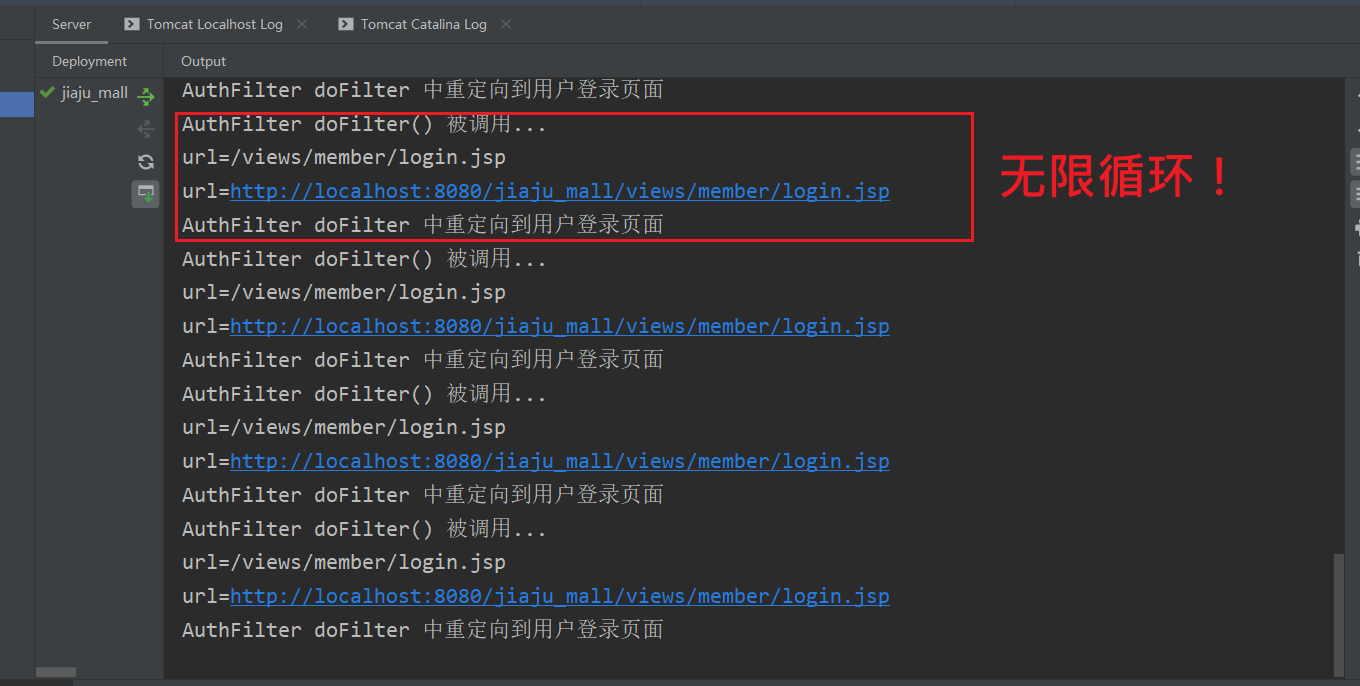 Server Tomcat Localhost Log Tomcat Catalina Log
Deployment Output
jiaju_mall
AuthFilter doFilter 中重定向到用户登录页面
AuthFilter doFilter() 被调用...
url=/views/member/login.jsp
url=http://localhost:8080/jiaju_mall/views/member/login.jsp
AuthFilter doFilter 中重定向到用户登录页面
无限循环！
AuthFilter doFilter() 被调用...
url=/views/member/login.jsp
url=http://localhost:8080/jiaju_mall/views/member/login.jsp
AuthFilter doFilter 中重定向到用户登录页面
AuthFilter doFilter() 被调用...
url=/views/member/login.jsp
url=http://localhost:8080/jiaju_mall/views/member/login.jsp
AuthFilter doFilter 中重定向到用户登录页面
AuthFilter doFilter() 被调用...
url=/views/member/login.jsp
url=http://localhost:8080/jiaju_mall/views/member/login.jsp
AuthFilter doFilter 中重定向到用户登录页面